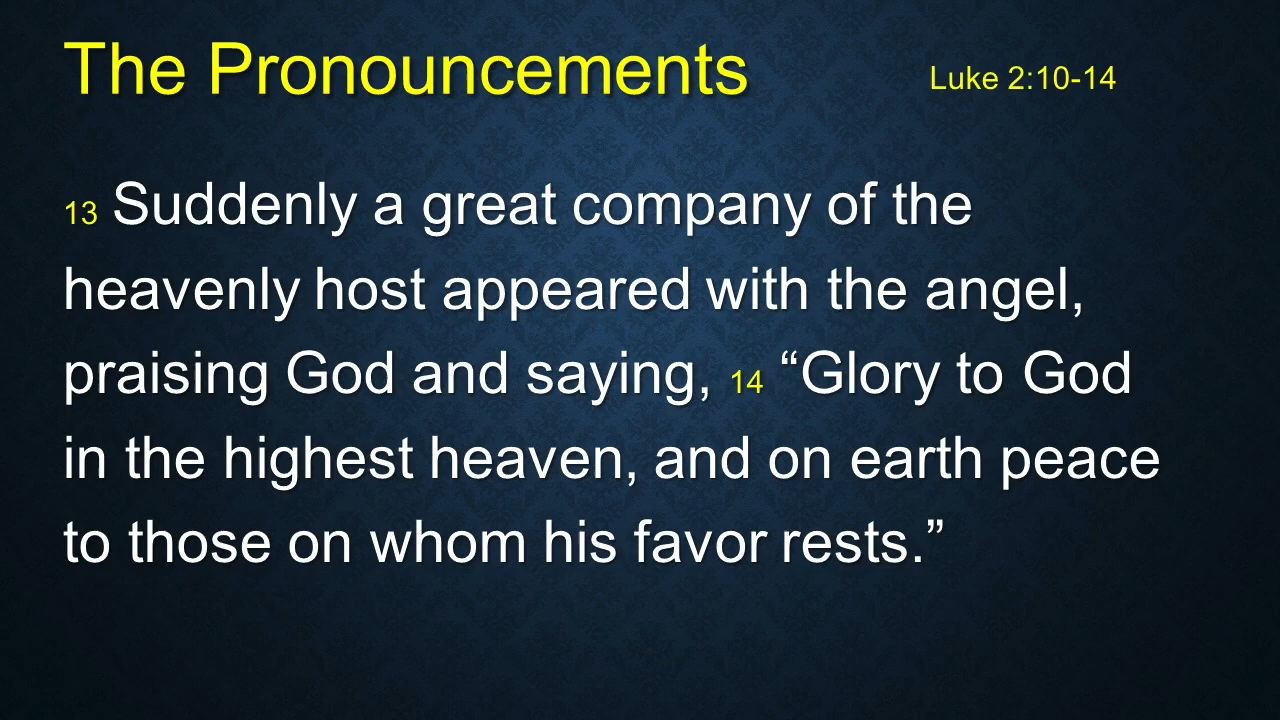 The Pronouncements Luke 2:10-14
13 Suddenly a great company of the
heavenly host appeared with the angel,
praising God and saying, 14 “Glory to God
in the highest heaven, and on earth peace
to those on whom his favor rests.”